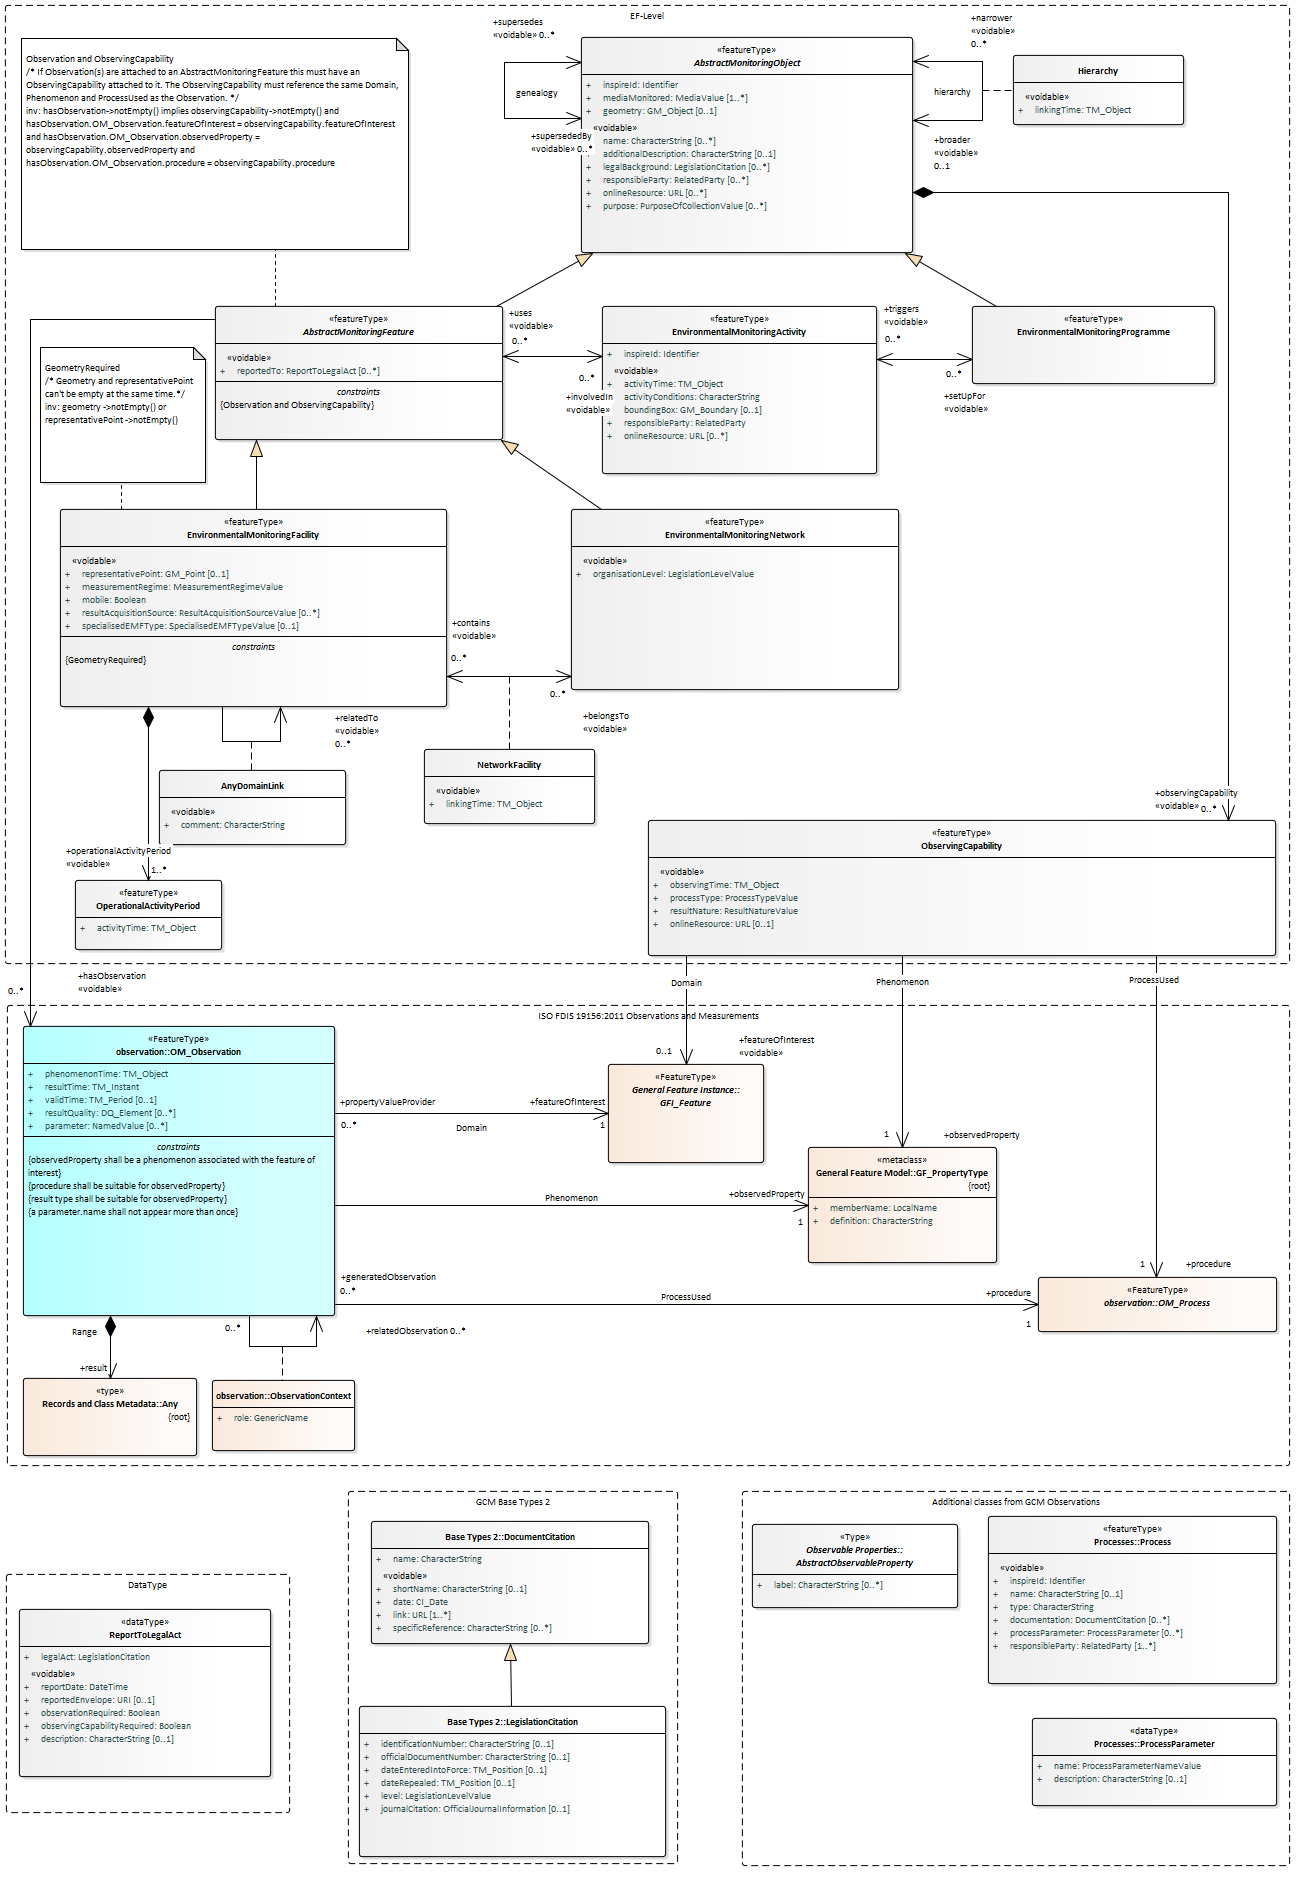 EF-Level
Observation and ObservingCapability
/* If Observation(s) are attached to an AbstractMonitoringFeature this must have an
ObservingCapability attached to it. The ObservingCapability must reference the same Domain,
Phenomenon and ProcessUsed as the Observation. */
inv: hasObservation->notEmpty() implies observingCapability->notEmpty() and
hasObservation.OM_Observation.featureOfInterest = observingCapability.featureOfInterest
and hasObservation.OM_Observation.observedProperty =
observingCapability.observedProperty and
hasObservation.OM_Observation.procedure = observingCapability.procedure
+supersedes
«voidable» 0..*
genealogy
+supersededBy
«voidable» 0..*
«featureType»
AbstractMonitoringObject
+ inspireId: Identifier
+ mediaMonitored: MediaValue [1..*]
+ geometry: GM_Object [0..1]
«voidable»
name: CharacterString [0..*]
additionalDescription: CharacterString [0..1]
+ legalBackground: LegislationCitation [0..*]
+ responsibleParty: RelatedParty [0..*]
+ onlineResource: URL [0..*]
+ purpose: PurposeOfCollectionValue [0..*]
+narrower
«voidable»
0..*
hierarchy
+broader
«voidable»
0..1
Hierarchy
«voidable»
+ linkingTime: TM_Object
GeometryRequired
/* Geometry and representativePoint
can't be empty at the same time.*/
inv: geometry ->notEmpty() or
representativePoint ->notEmpty()
«featureType»
AbstractMonitoringFeature
«voidable»
+ reportedTo: ReportToLegalAct [0..*]
constraints
{Observation and ObservingCapability}
+uses
«voidable»
0..*
0..*
+involvedIn
«voidable»
«featureType»
EnvironmentalMonitoringActivity
+ inspireId: Identifier
«voidable»
+ activityTime: TM_Object
activityConditions: CharacterString
boundingBox: GM_Boundary [0..1]
+ responsibleParty: RelatedParty
+ onlineResource: URL [0..*]
+triggers
«voidable»
0..*
0..*
+setUpFor
«voidable»
«featureType»
EnvironmentalMonitoringProgramme
«featureType»
EnvironmentalMonitoringFacility
«voidable»
+ representativePoint: GM_Point [0..1]
+ measurementRegime: MeasurementRegimeValue
+ mobile: Boolean
+ resultAcquisitionSource: ResultAcquisitionSourceValue [0..*]
+ specialisedEMFType: SpecialisedEMFTypeValue [0..1]
constraints
{GeometryRequired}
+contains
«voidable»
0..*
0..*
+belongsTo
«voidable»
«featureType»
EnvironmentalMonitoringNetwork
«voidable»
+ organisationLevel: LegislationLevelValue
+relatedTo
«voidable»
0..*
AnyDomainLink
«voidable»
+ comment: CharacterString
NetworkFacility
«voidable»
+ linkingTime: TM_Object
+operationalActivityPeriod
«voidable»
1..*
«featureType»
OperationalActivityPeriod
+ activityTime: TM_Object
+observingCapability
«voidable» 0..*
«featureType»
ObservingCapability
«voidable»
+ observingTime: TM_Object
+ processType: ProcessTypeValue
+ resultNature: ResultNatureValue
+ onlineResource: URL [0..1]
+hasObservation
«voidable»
0..*
Domain
Phenomenon
ProcessUsed
ISO FDIS 19156:2011 Observations and Measurements
«FeatureType»
observation::OM_Observation
+ phenomenonTime: TM_Object
+ resultTime: TM_Instant
+ validTime: TM_Period [0..1]
+ resultQuality: DQ_Element [0..*]
+ parameter: NamedValue [0..*]
constraints
{observedProperty shall be a phenomenon associated with the feature of
interest}
{procedure shall be suitable for observedProperty}
{result type shall be suitable for observedProperty}
{a parameter.name shall not appear more than once}
+featureOfInterest
«voidable»
0..1
+propertyValueProvider
0..*
Domain
+featureOfInterest
1
«FeatureType»
General Feature Instance::
GFI_Feature
1
+observedProperty
Phenomenon
+observedProperty
1
«metaclass»
General Feature Model::GF_PropertyType
{root}
+ memberName: LocalName
+ definition: CharacterString
1
+procedure
+generatedObservation
0..*
ProcessUsed
+procedure
1
«FeatureType»
observation::OM_Process
Range
+result
0..*
+relatedObservation 0..*
«type»
Records and Class Metadata::Any
{root}
observation::ObservationContext
+ role: GenericName
GCM Base Types 2
Base Types 2::DocumentCitation
+ name: CharacterString
«voidable»
+ shortName: CharacterString [0..1]
+ date: CI_Date
+ link: URL [1..*]
+ specificReference: CharacterString [0..*]
Base Types 2::LegislationCitation
+ identificationNumber: CharacterString [0..1]
+ officialDocumentNumber: CharacterString [0..1]
+ dateEnteredIntoForce: TM_Position [0..1]
+ dateRepealed: TM_Position [0..1]
+ level: LegislationLevelValue
+ journalCitation: OfficialJournalInformation [0..1]
Additional classes from GCM Observations
«Type»
Observable Properties::
AbstractObservableProperty
+ label: CharacterString [0..*]
«featureType»
Processes::Process
«voidable»
+ inspireId: Identifier
+ name: CharacterString [0..1]
+ type: CharacterString
+ documentation: DocumentCitation [0..*]
+ processParameter: ProcessParameter [0..*]
+ responsibleParty: RelatedParty [1..*]
«dataType»
Processes::ProcessParameter
+ name: ProcessParameterNameValue
+ description: CharacterString [0..1]
DataType
«dataType»
ReportToLegalAct
+ legalAct: LegislationCitation
«voidable»
+ reportDate: DateTime
+ reportedEnvelope: URI [0..1]
+ observationRequired: Boolean
+ observingCapabilityRequired: Boolean
+ description: CharacterString [0..1]